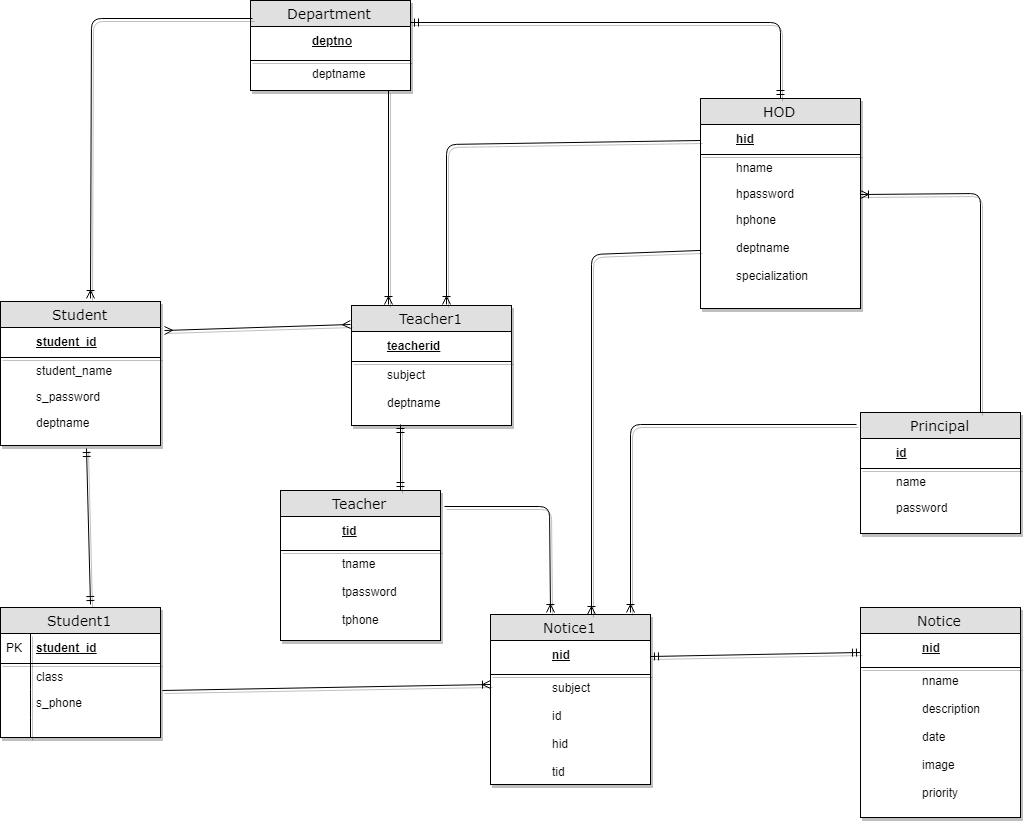 Department
deptno
deptname
HOD
hid
hname
hpassword
hphone
deptname
specialization
Student
student_id
student_name
s_password
deptname
Teacher1
teacherid
subject
deptname
Principal
id
name
password
Teacher
tid
tname
tpassword
tphone
Student1
PK student_id
class
s_phone
Notice1
nid
subject
id
hid
tid
Notice
nid
nname
description
date
image
priority